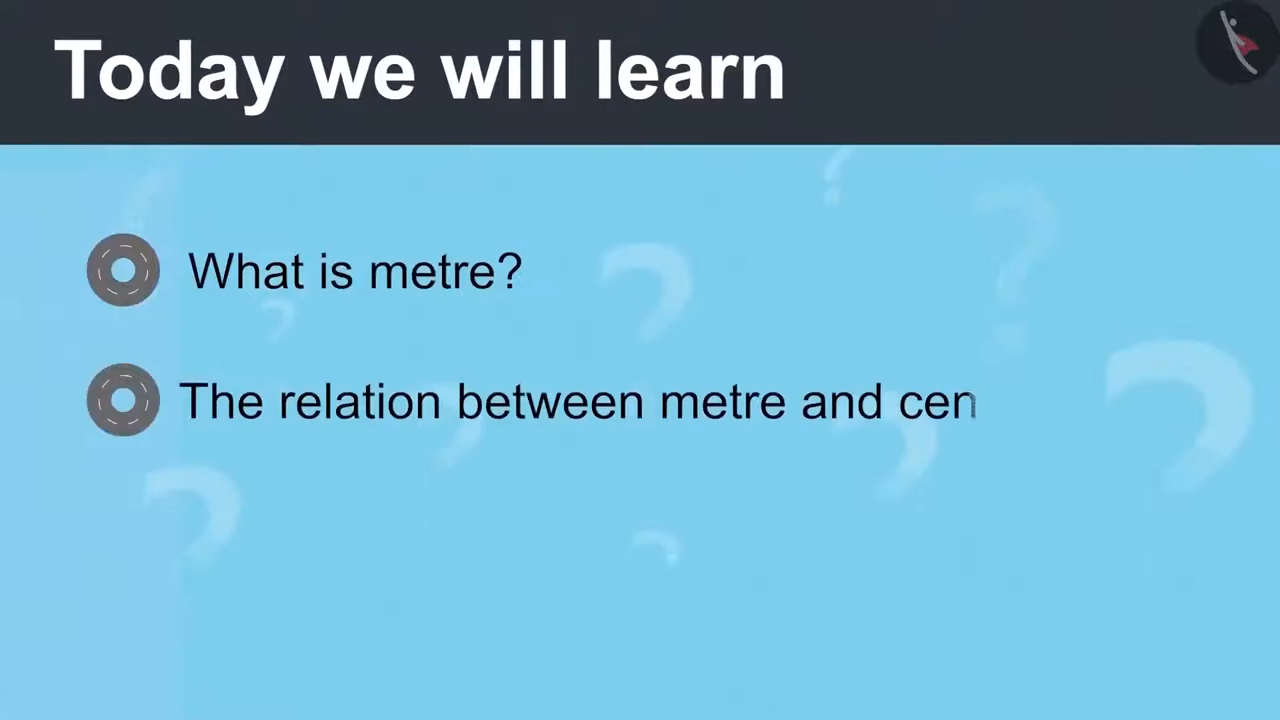 Today we will learn
What is metre?
The relation between metre and cen